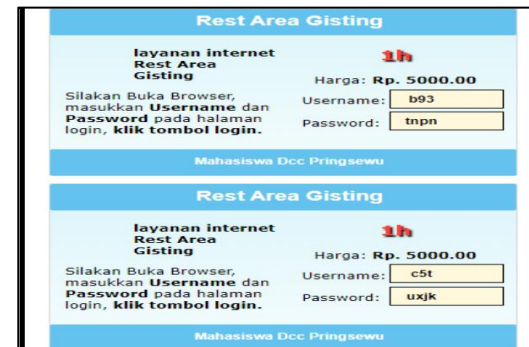 Rest Area Gisting
layanan internet
Rest Area
Gisting
Silakan Buka Browser,
masukkan Username dan
Password pada halaman
login, klik tombol login.
1h
Harga: Rp. 5000.00
Username: b93
Password: tnpn
Mahasiswa Dcc Pringsewu
Rest Area Gisting
layanan internet
Rest Area
Gisting
Silakan Buka Browser,
masukkan Username dan
Password pada halaman
login, klik tombol login.
1h
Harga: Rp. 5000.00
Username: c5t
Password: uxjk
Mahasiswa Dcc Pringsewu